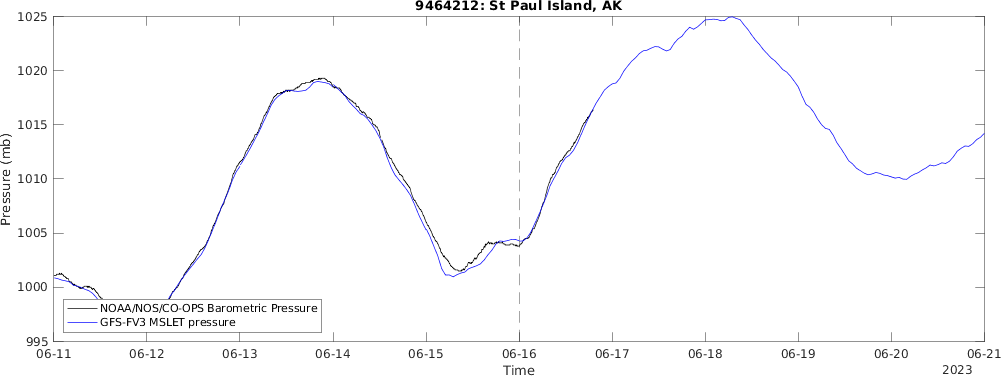 9464212: St Paul Island, AK
Pressure (mb)
1025
1020
1015
1010
1005
1000
995
NOAA/NOS/CO-OPS Barometric Pressure
GFS-FV3 MSLET pressure
06-11 06-12 06-13 06-14 06-15 06-16 06-17 06-18 06-19 06-20 06-21
Time
2023